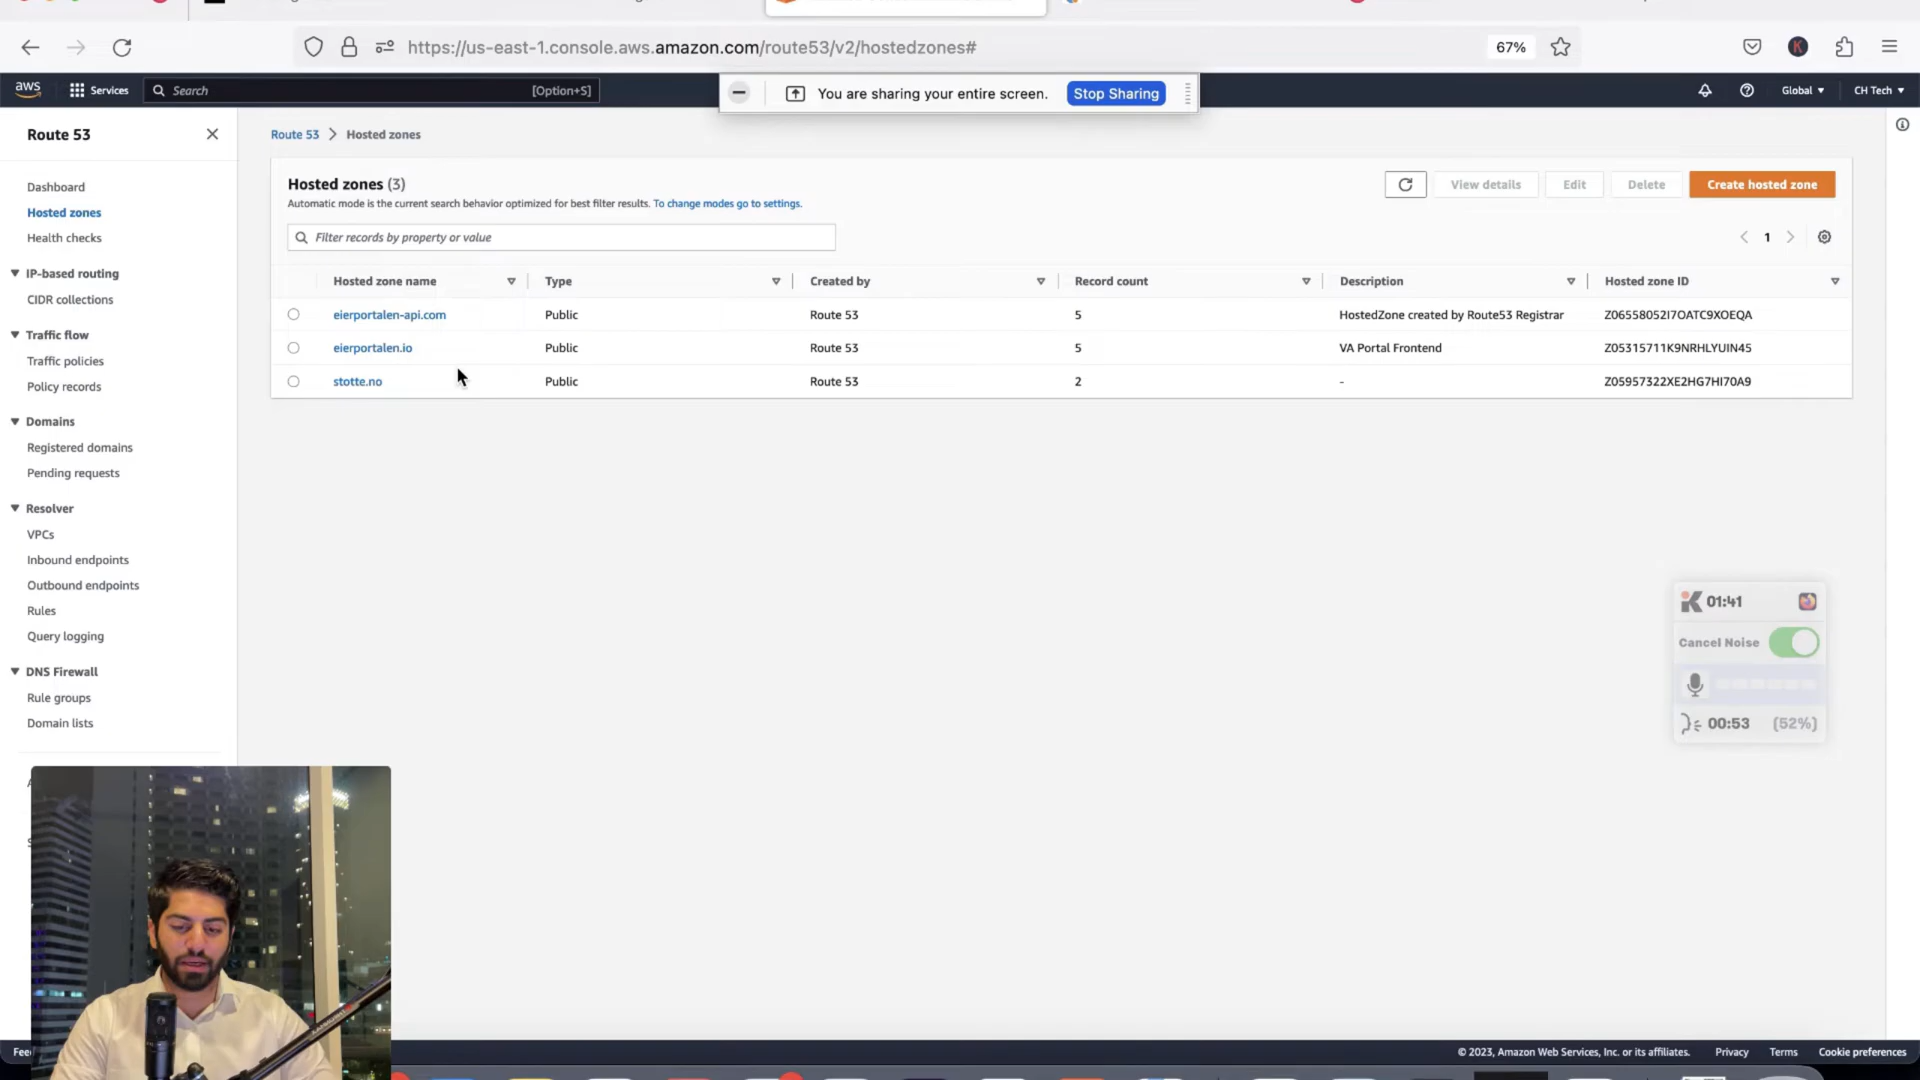 https://us-east-1.console.aws.amazon.com/route53/v2/hostedzones#
67%
K
aws
Services
Search
[Option+S]
You are sharing your entire screen.
Stop Sharing
Global
CH Tech
Route 53
Dashboard
Hosted zones
Health checks
IP-based routing
CIDR collections
Traffic flow
Traffic policies
Policy records
Domains
Registered domains
Pending requests
Resolver
VPCs
Inbound endpoints
Outbound endpoints
Rules
Query logging
DNS Firewall
Rule groups
Domain lists
Route 53 > Hosted zones
Hosted zones (3)
Automatic mode is the current search behavior optimized for best filter results. To change modes go to settings.
View details
Edit
Delete
Create hosted zone
Filter records by property or value
1
Hosted zone name Type Created by Record count Description Hosted zone ID
eierportalen-api.com Public Route 53 5 HostedZone created by Route53 Registrar Z06558052I7OATC9XOEQA
eierportalen.io Public Route 53 5 VA Portal Frontend Z05315711K9NRHLYUIN45
stotte.no Public Route 53 2 - Z05957322XE2HG7HI70A9
01:41
Cancel Noise
00:53 (52%)
© 2023, Amazon Web Services, Inc. or its affiliates.
Privacy
Terms
Cookie preferences